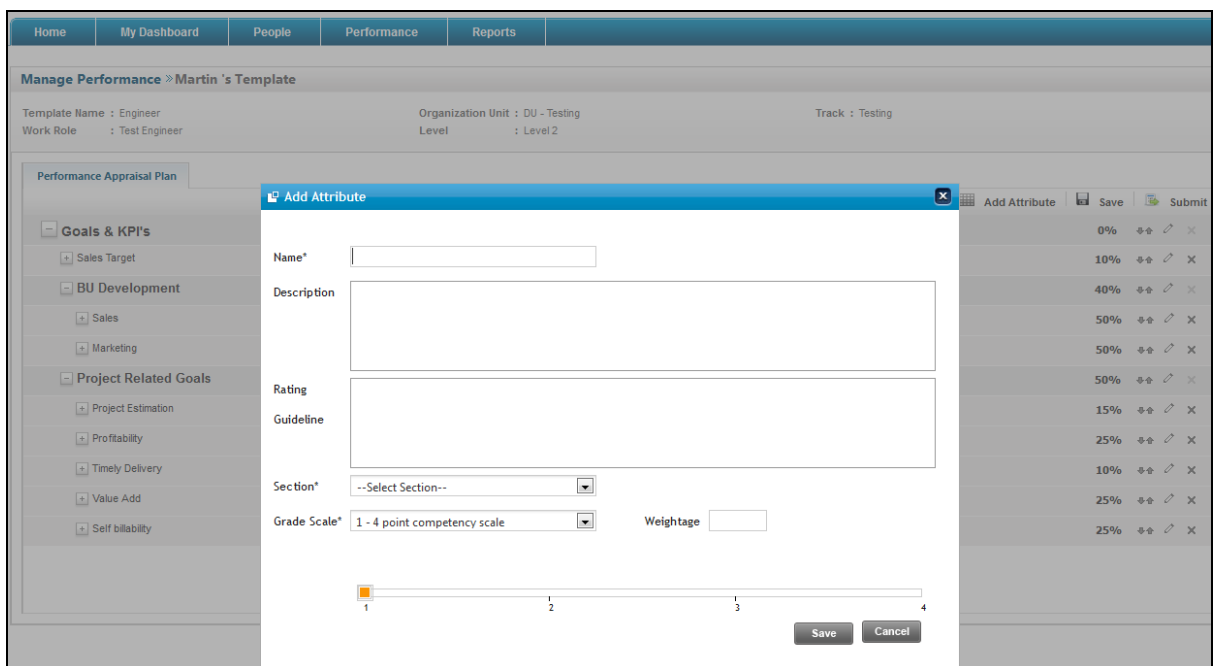 Home My Dashboard People Performance Reports
Manage Performance » Martin 's Template
Template Name : Engineer Organization Unit : DU - Testing Track : Testing
Work Role : Test Engineer Level : Level 2
Performance Appraisal Plan
Add Attribute
Add Attribute Save Submit
Goals & KPI's 0%
Sales Target 10%
BU Development 40%
Sales 50%
Marketing 50%
Project Related Goals 50%
Project Estimation 15%
Profitability 25%
Timely Delivery 10%
Value Add 25%
Self billability 25%
Name*
Description
Rating
Guideline
Section* --Select Section--
Grade Scale* 1 - 4 point competency scale Weightage
1 2 3 4
Save Cancel